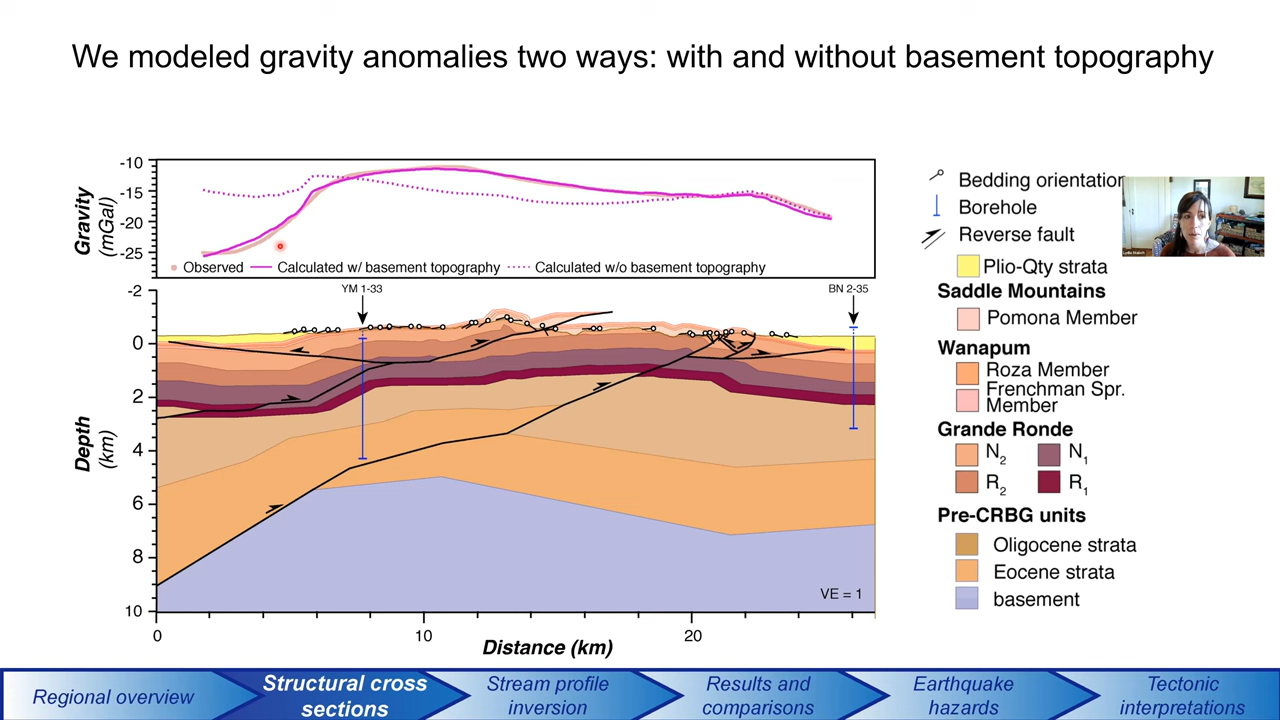 We modeled gravity anomalies two ways: with and without basement topography
Gravity
(mGal)
-10
-15
-20
-25
Observed
Calculated w/ basement topography
Calculated w/o basement topography
YM 1-33
BN 2-35
Depth
(km)
-2
0
2
4
6
8
10
VE = 1
0
10
20
Distance (km)
Bedding orientation
Borehole
Reverse fault
Plio-Qty strata
Saddle Mountains
Pomona Member
Wanapum
Roza Member
Frenchman Spr.
Member
Grande Ronde
N2
N1
R2
R1
Pre-CRBG units
Oligocene strata
Eocene strata
basement
Regional overview
Structural cross
sections
Stream profile
inversion
Results and
comparisons
Earthquake
hazards
Tectonic
interpretations